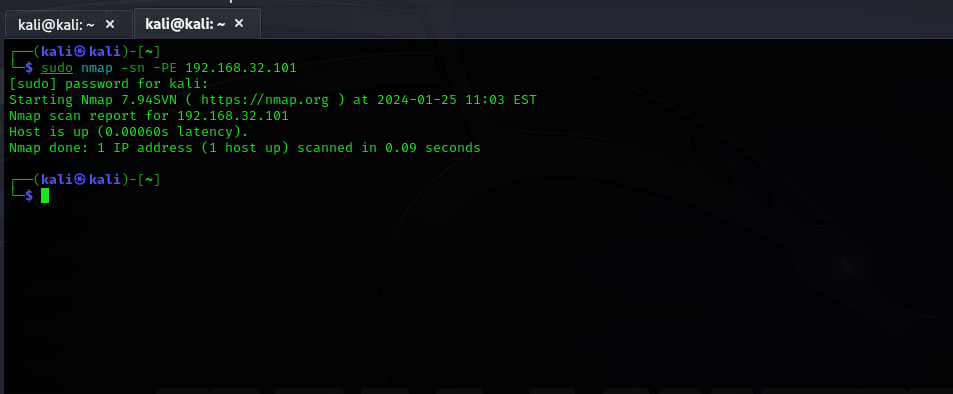 kali@kali: ~ × kali@kali: ~ ×
┌──(kali㉿kali)-[~]
└─$ sudo nmap -sn -PE 192.168.32.101
[sudo] password for kali:
Starting Nmap 7.94SVN ( https://nmap.org ) at 2024-01-25 11:03 EST
Nmap scan report for 192.168.32.101
Host is up (0.00060s latency).
Nmap done: 1 IP address (1 host up) scanned in 0.09 seconds
┌──(kali㉿kali)-[~]
└─$